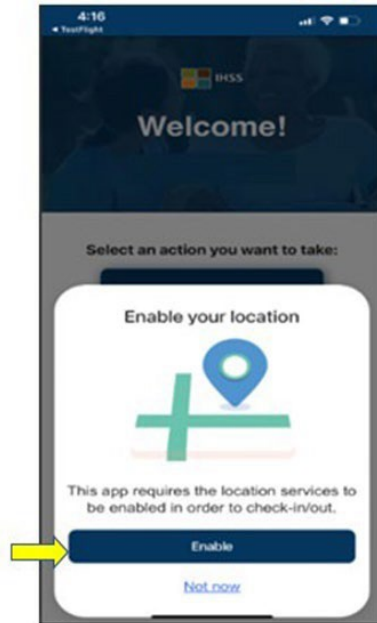 4:16
◀ TestFlight
IHSS
Welcome!
Select an action you want to take:
Enable your location
This app requires the location services to
be enabled in order to check-in/out.
Enable
Not now